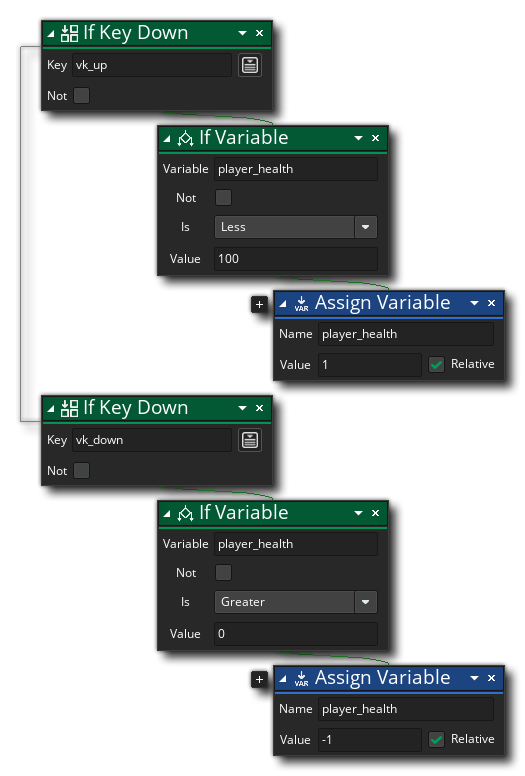 If Key Down
Key vk_up
Not
If Variable
Variable player_health
Not
Is Less
Value 100
Assign Variable
VAR
Name player_health
Value 1 Relative
If Key Down
Key vk_down
Not
If Variable
Variable player_health
Not
Is Greater
Value 0
Assign Variable
VAR
Name player_health
Value -1 Relative